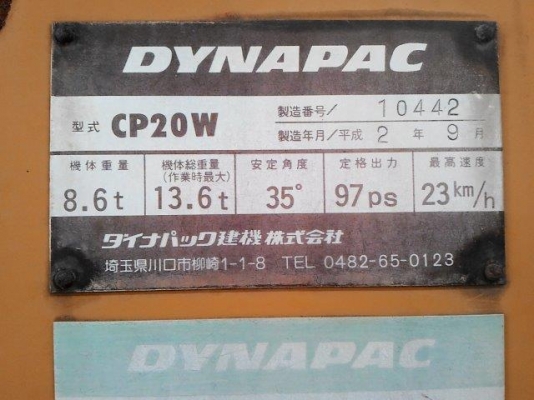 DYNAPAC
型式 CP20W
製造番号/ 10442
製造年月/平成 2 年 9 月
機体重量 機体総重量 安定角度 定格出力 最高速度
(作業時最大)
8.6t 13.6t 35° 97ps 23km/h
ダイナパック建機株式会社
埼玉県川口市柳崎1-1-8 TEL 0482-65-0123
DYNAPAC